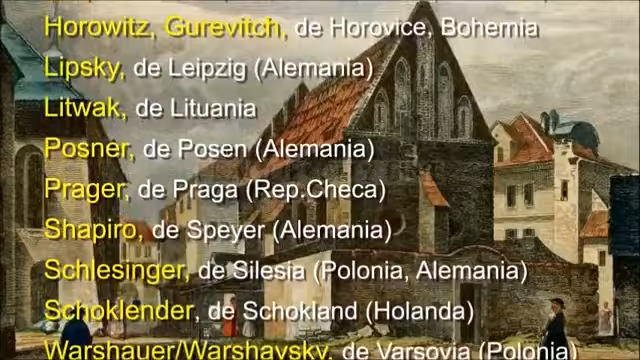 Horowitz, Gurevitch, de Horovice, Bohemia
Lipsky, de Leipzig (Alemania)
Litwak, de Lituania
Posner, de Posen (Alemania)
Prager, de Praga (Rep.Checa)
Shapiro, de Speyer (Alemania)
Schlesinger, de Silesia (Polonia, Alemania)
Schoklender, de Schokland (Holanda)
Warshauer/Warshavsky, de Varsovia (Polonia)